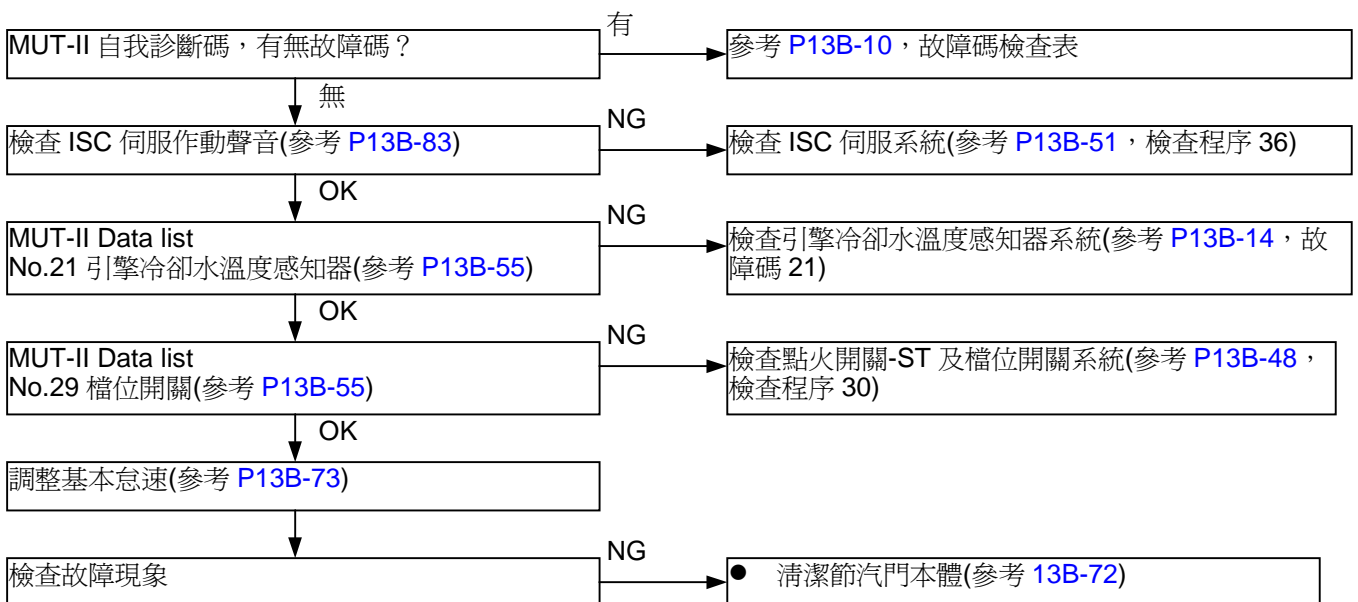 有
MUT-II 自我診斷碼，有無故障碼？
參考 P13B-10，故障碼檢查表
無
NG
檢查 ISC 伺服作動聲音(參考 P13B-83)
檢查 ISC 伺服系統(參考 P13B-51，檢查程序 36)
OK
NG
MUT-II Data list
No.21 引擎冷卻水溫度感知器(參考 P13B-55)
檢查引擎冷卻水溫度感知器系統(參考 P13B-14，故
障碼 21)
OK
NG
MUT-II Data list
No.29 檔位開關(參考 P13B-55)
檢查點火開關-ST 及檔位開關系統(參考 P13B-48，
檢查程序 30)
OK
調整基本怠速(參考 P13B-73)
NG
檢查故障現象
● 清潔節汽門本體(參考 13B-72)